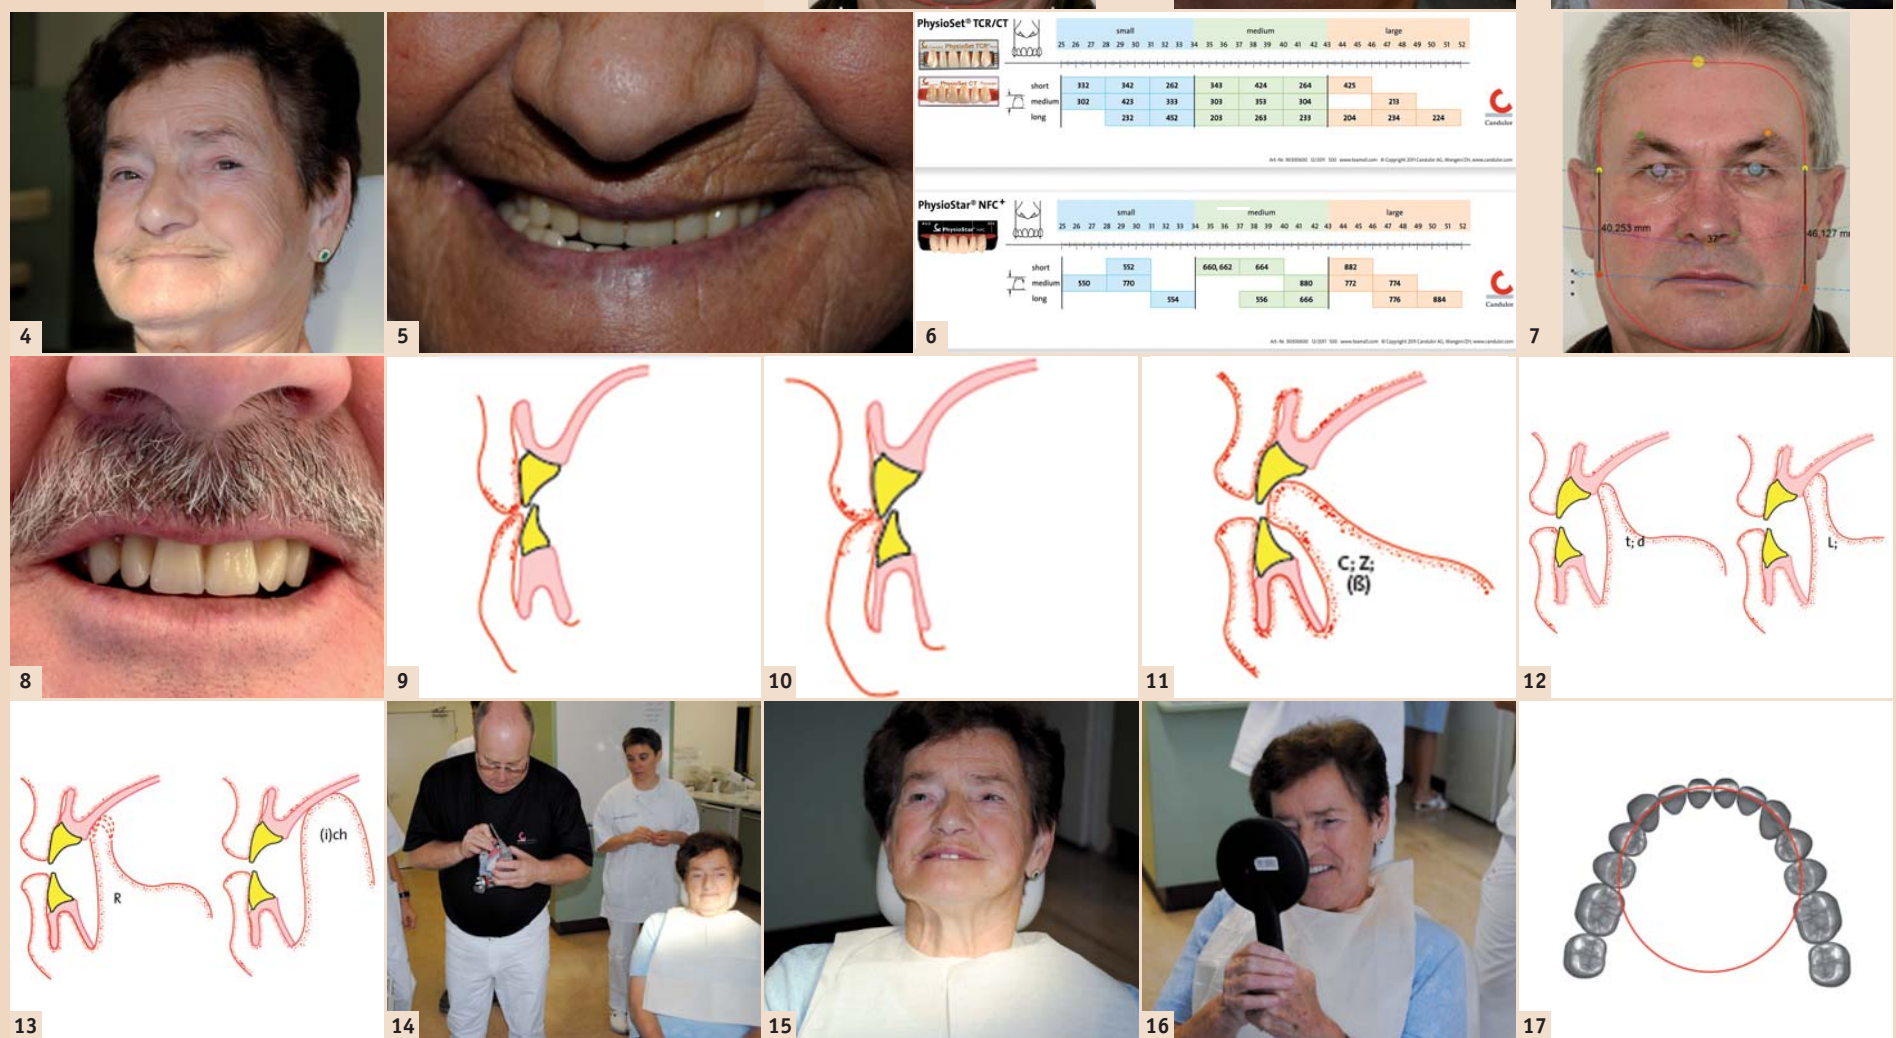 PhysioSet® TCR/CT
small medium large
25 26 27 28 29 30 31 32 33 34 35 36 37 38 39 40 41 42 43 44 45 46 47 48 49 50 51 52
short 332 342 262 343 424 264 425
medium 302 423 333 303 353 304 213
long 232 452 203 263 233 204 234 224
Candulor
PhysioStar® NFC+
small medium large
25 26 27 28 29 30 31 32 33 34 35 36 37 38 39 40 41 42 43 44 45 46 47 48 49 50 51 52
short 552 660, 662 664 882
medium 550 770 880 772 774
long 554 556 666 776 884
Candulor
40,253 mm
37
46,127 m
4
5
6
7
C; Z;
(ß)
t; d
L;
8
9
10
11
12
R
(i)ch
13
14
15
16
17